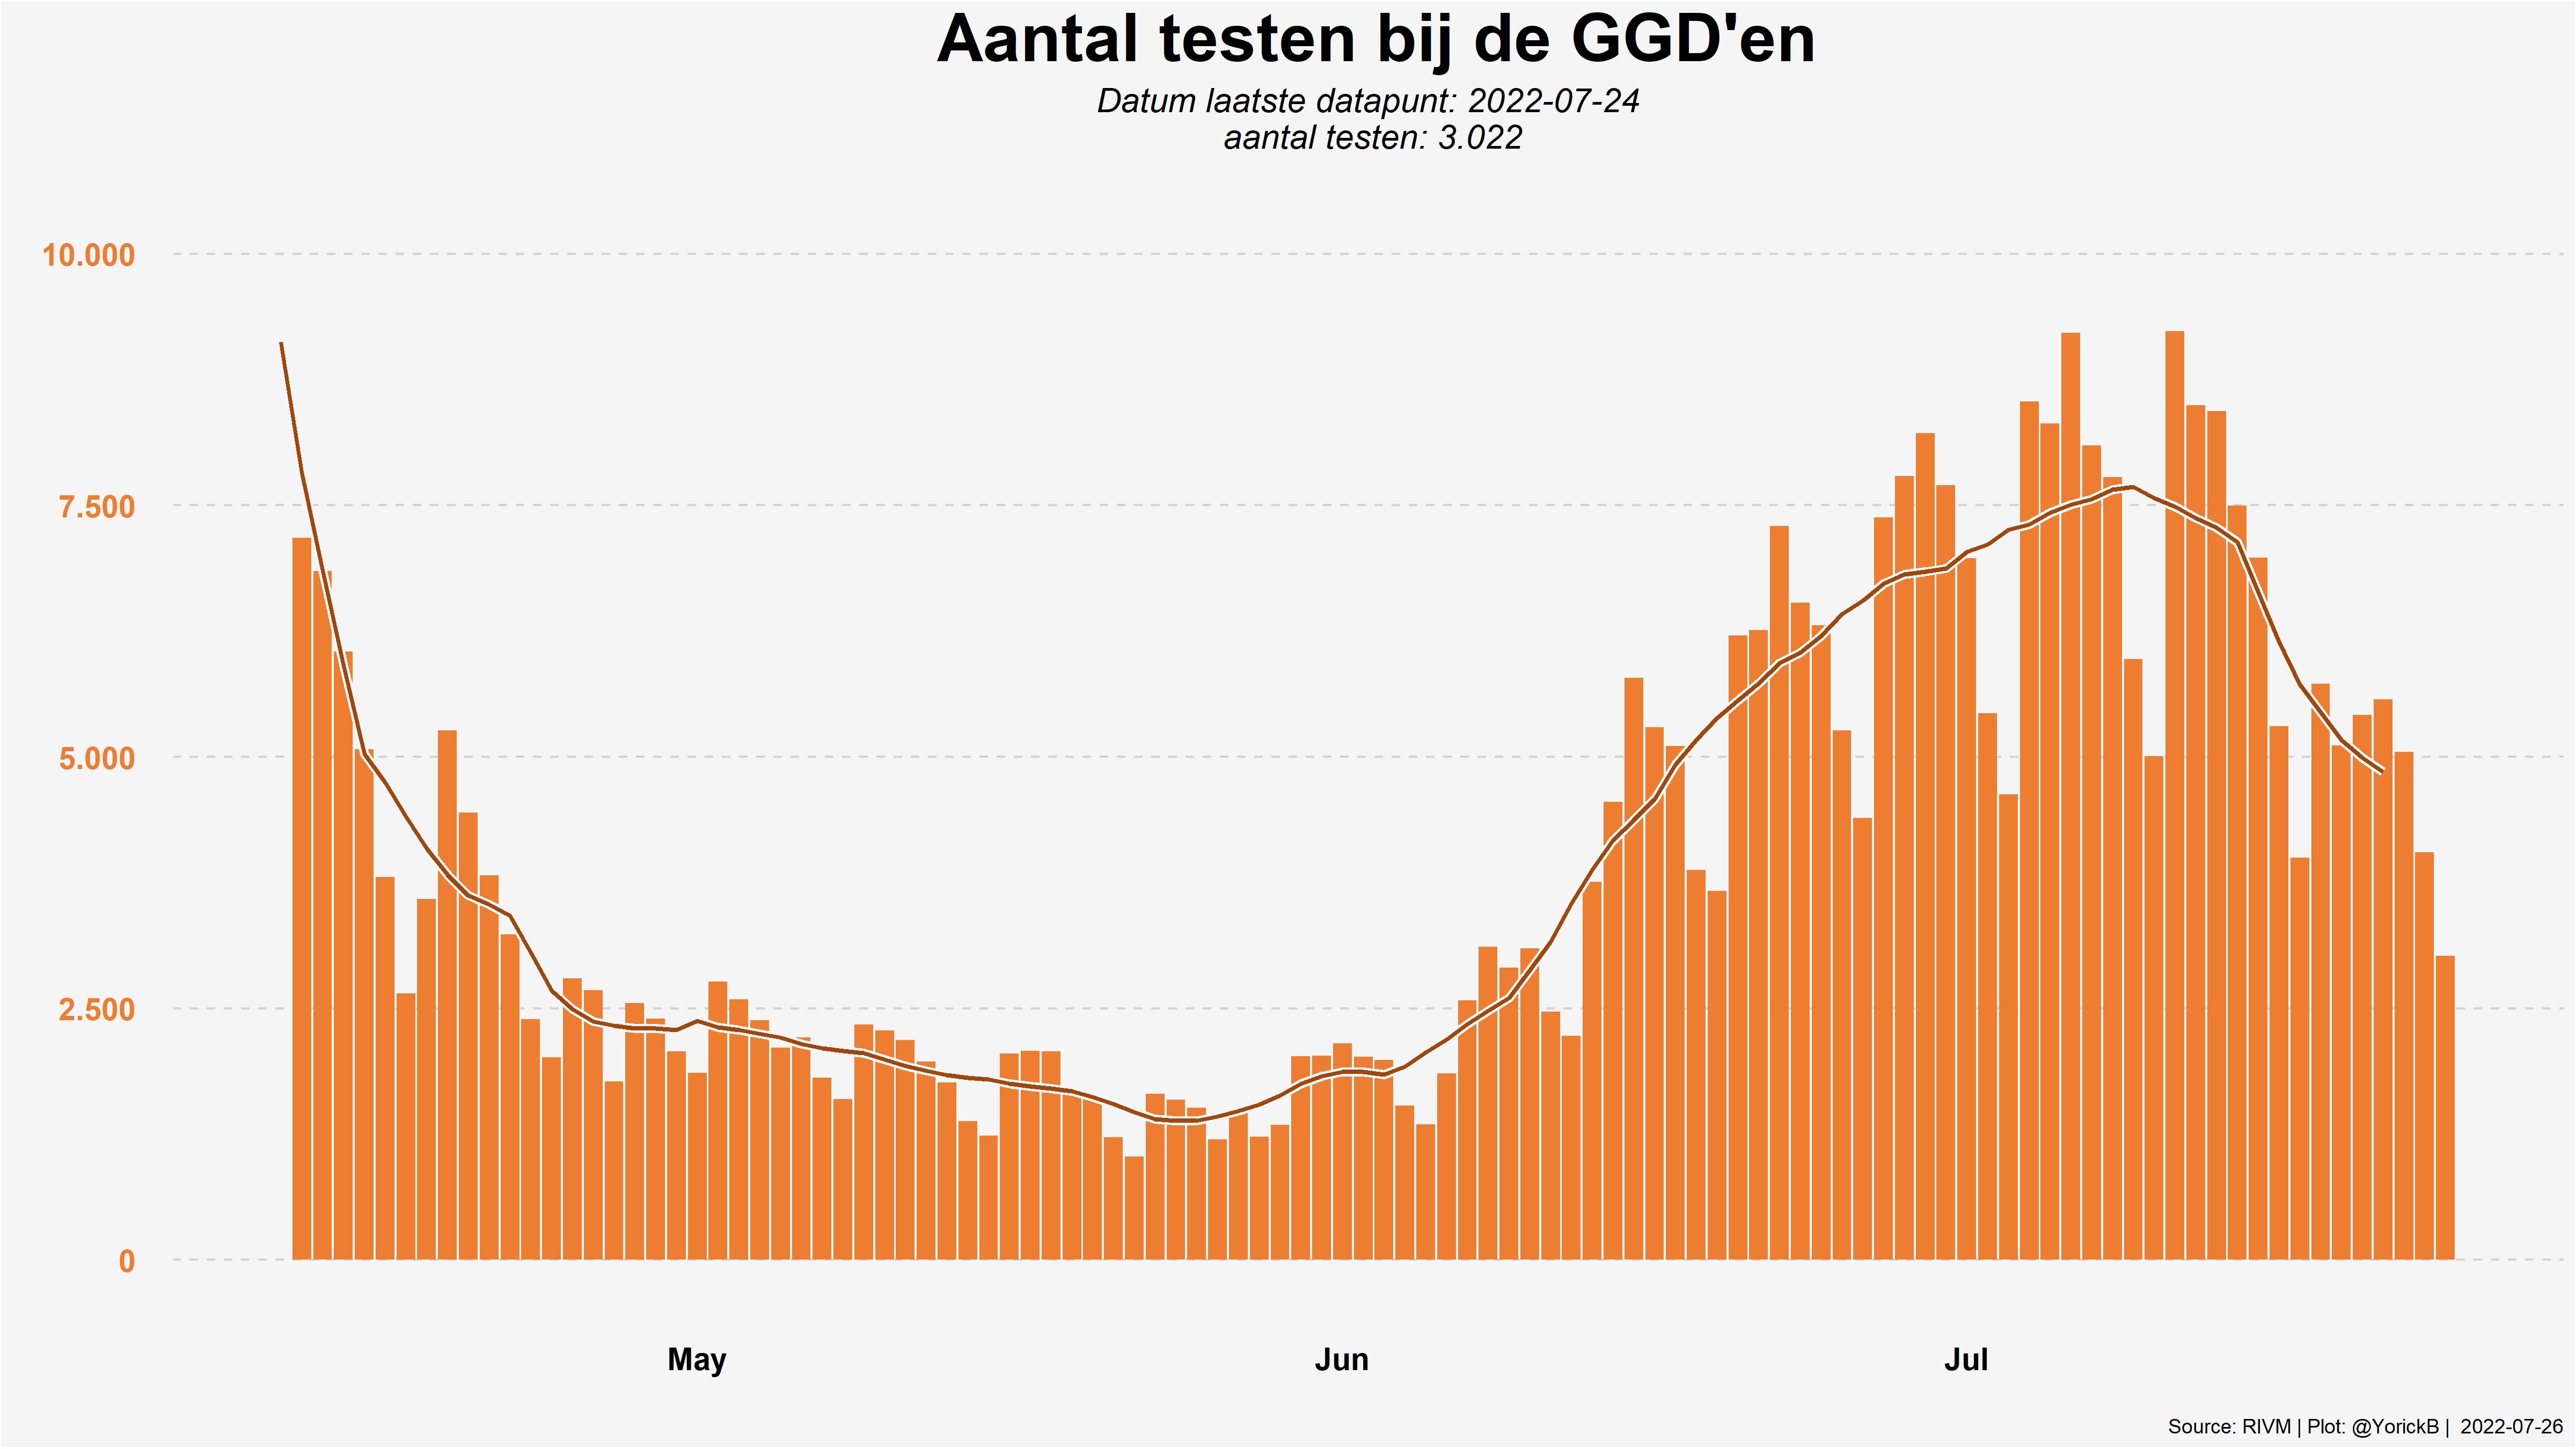 Aantal testen bij de GGD'en
Datum laatste datapunt: 2022-07-24
aantal testen: 3.022
10.000
7.500
5.000
2.500
0
May Jun Jul
Source: RIVM | Plot: @YorickB | 2022-07-26